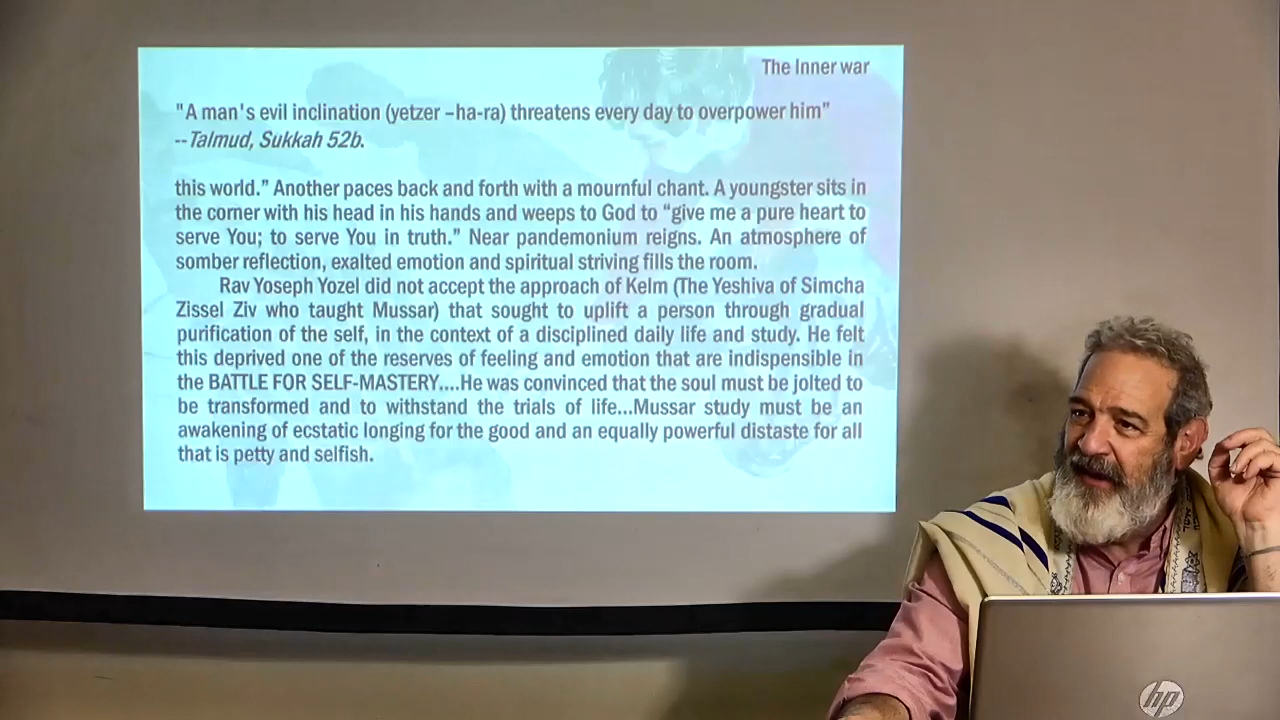 The Inner war
"A man's evil inclination (yetzer –ha-ra) threatens every day to overpower him”
-- Talmud, Sukkah 52b.
this world.” Another paces back and forth with a mournful chant. A youngster sits in
the corner with his head in his hands and weeps to God to “give me a pure heart to
serve You; to serve You in truth.” Near pandemonium reigns. An atmosphere of
somber reflection, exalted emotion and spiritual striving fills the room.
Rav Yoseph Yozel did not accept the approach of Kelm (The Yeshiva of Simcha
Zissel Ziv who taught Mussar) that sought to uplift a person through gradual
purification of the self, in the context of a disciplined daily life and study. He felt
this deprived one of the reserves of feeling and emotion that are indispensible in
the BATTLE FOR SELF-MASTERY....He was convinced that the soul must be jolted to
be transformed and to withstand the trials of life...Mussar study must be an
awakening of ecstatic longing for the good and an equally powerful distaste for all
that is petty and selfish.
hp